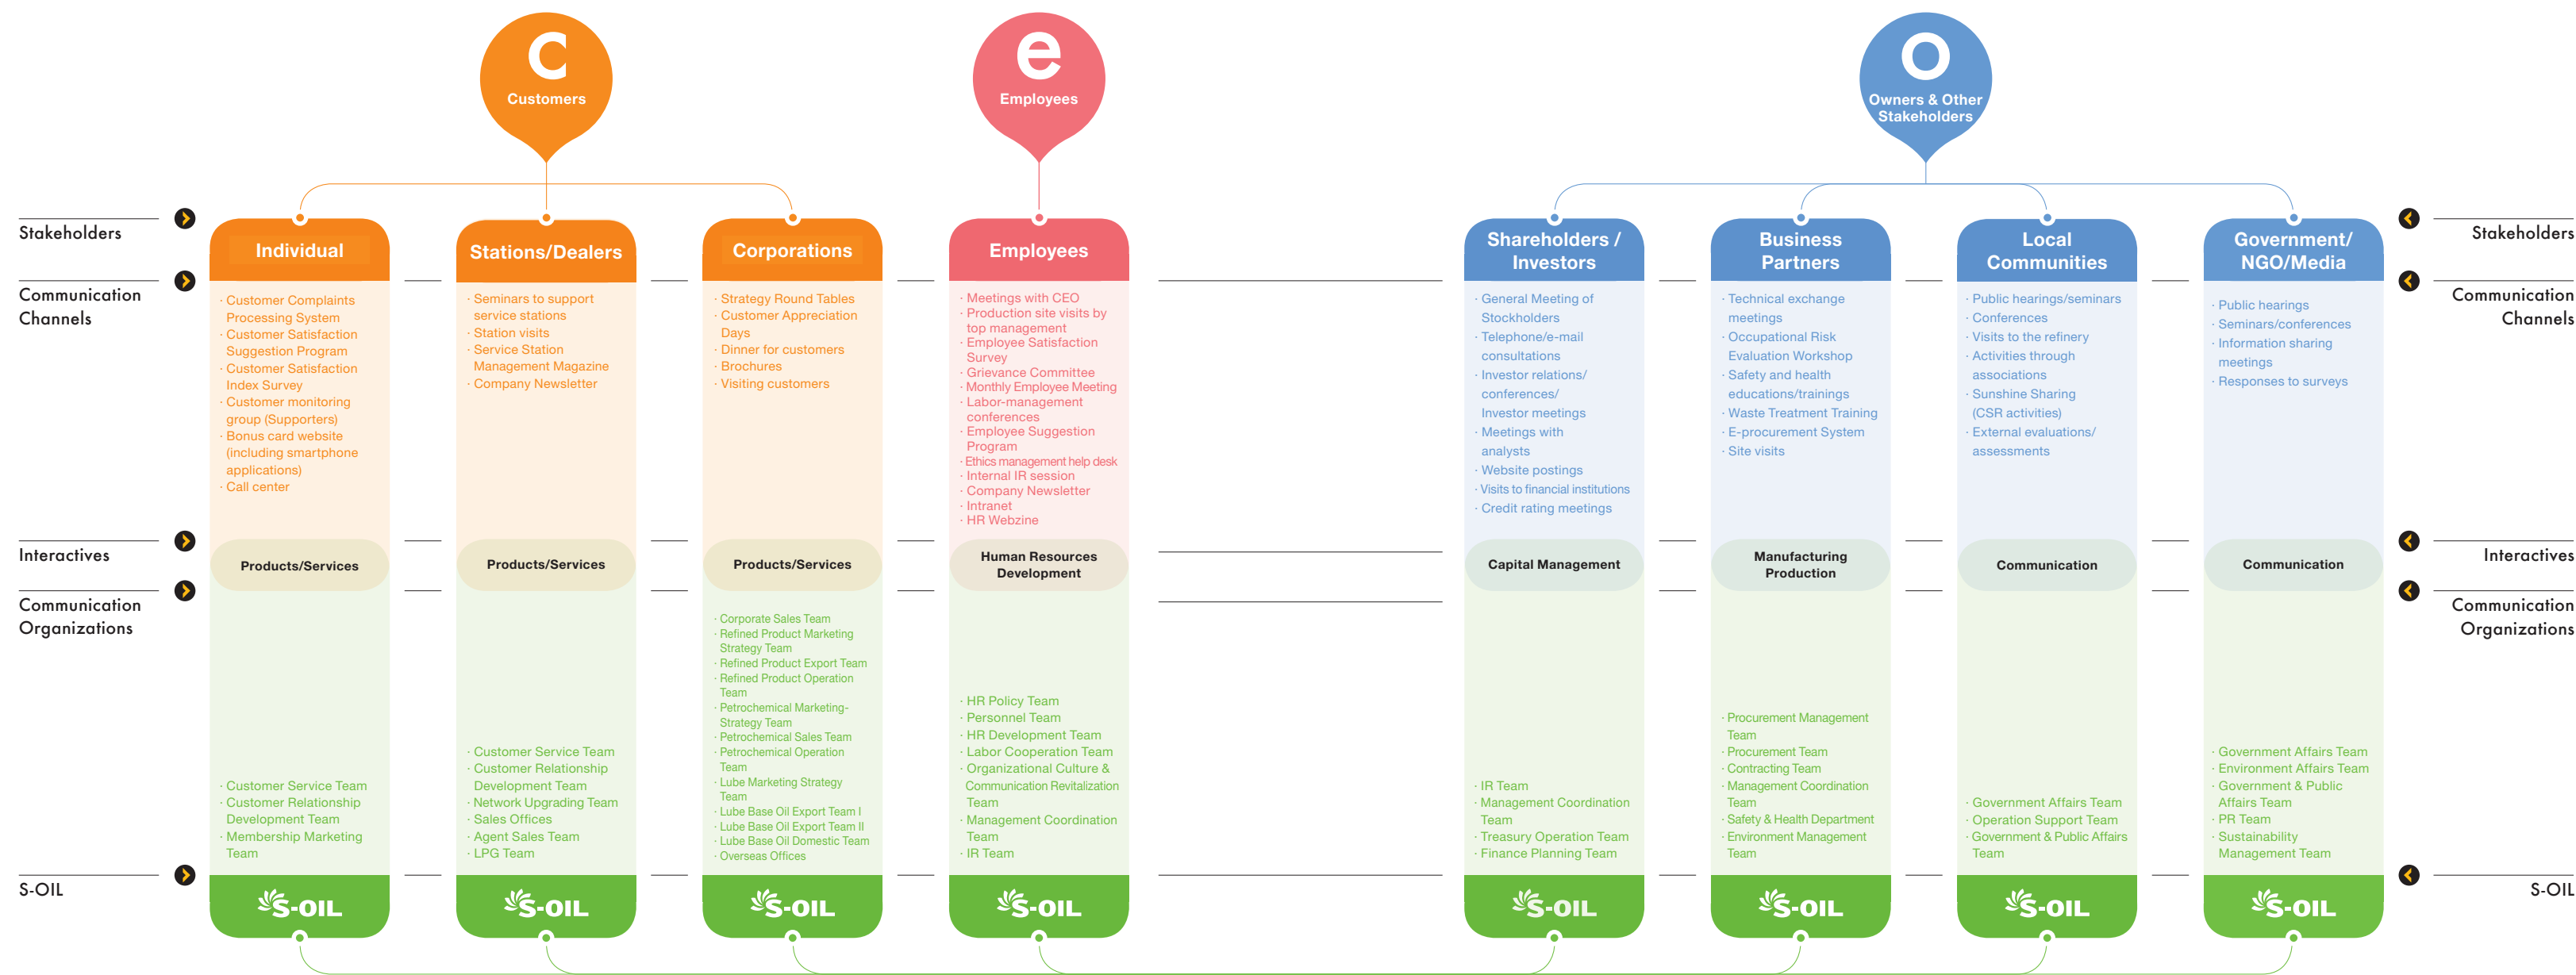 C
Customers
e
Employees
O
Owners & Other
Stakeholders
Stakeholders
Communication
Channels
Interactives
Communication
Organizations
S-OIL
Individual
· Customer Complaints
Processing System
· Customer Satisfaction
Suggestion Program
· Customer Satisfaction
Index Survey
· Customer monitoring
group (Supporters)
· Bonus card website
(including smartphone
applications)
· Call center
Products/Services
· Customer Service Team
· Customer Relationship
Development Team
· Membership Marketing
Team
S-OIL
Stations/Dealers
· Seminars to support
service stations
· Station visits
· Service Station
Management Magazine
· Company Newsletter
Products/Services
· Customer Service Team
· Customer Relationship
Development Team
· Network Upgrading Team
· Sales Offices
· Agent Sales Team
· LPG Team
S-OIL
Corporations
· Strategy Round Tables
· Customer Appreciation
Days
· Dinner for customers
· Brochures
· Visiting customers
Products/Services
· Corporate Sales Team
· Refined Product Marketing
Strategy Team
· Refined Product Export Team
· Refined Product Operation
Team
· Petrochemical Marketing-
Strategy Team
· Petrochemical Sales Team
· Petrochemical Operation
Team
· Lube Marketing Strategy
Team
· Lube Base Oil Export Team I
· Lube Base Oil Export Team II
· Lube Base Oil Domestic Team
· Overseas Offices
S-OIL
Employees
· Meetings with CEO
· Production site visits by
top management
· Employee Satisfaction
Survey
· Grievance Committee
· Monthly Employee Meeting
· Labor-management
conferences
· Employee Suggestion
Program
· Ethics management help desk
· Internal IR session
· Company Newsletter
· Intranet
· HR Webzine
Human Resources
Development
· HR Policy Team
· Personnel Team
· HR Development Team
· Labor Cooperation Team
· Organizational Culture &
Communication Revitalization
Team
· Management Coordination
Team
· IR Team
S-OIL
Shareholders /
Investors
· General Meeting of
Stockholders
· Telephone/e-mail
consultations
· Investor relations/
conferences/
Investor meetings
· Meetings with
analysts
· Website postings
· Visits to financial institutions
· Credit rating meetings
Capital Management
· IR Team
· Management Coordination
Team
· Treasury Operation Team
· Finance Planning Team
S-OIL
Business
Partners
· Technical exchange
meetings
· Occupational Risk
Evaluation Workshop
· Safety and health
educations/trainings
· Waste Treatment Training
· E-procurement System
· Site visits
Manufacturing
Production
· Procurement Management
Team
· Procurement Team
· Contracting Team
· Management Coordination
Team
· Safety & Health Department
· Environment Management
Team
S-OIL
Local
Communities
· Public hearings/seminars
· Conferences
· Visits to the refinery
· Activities through
associations
· Sunshine Sharing
(CSR activities)
· External evaluations/
assessments
Communication
· Government Affairs Team
· Operation Support Team
· Government & Public Affairs
Team
S-OIL
Government/
NGO/Media
· Public hearings
· Seminars/conferences
· Information sharing
meetings
· Responses to surveys
Communication
· Government Affairs Team
· Environment Affairs Team
· Government & Public
Affairs Team
· PR Team
· Sustainability
Management Team
S-OIL
Stakeholders
Communication
Channels
Interactives
Communication
Organizations
S-OIL